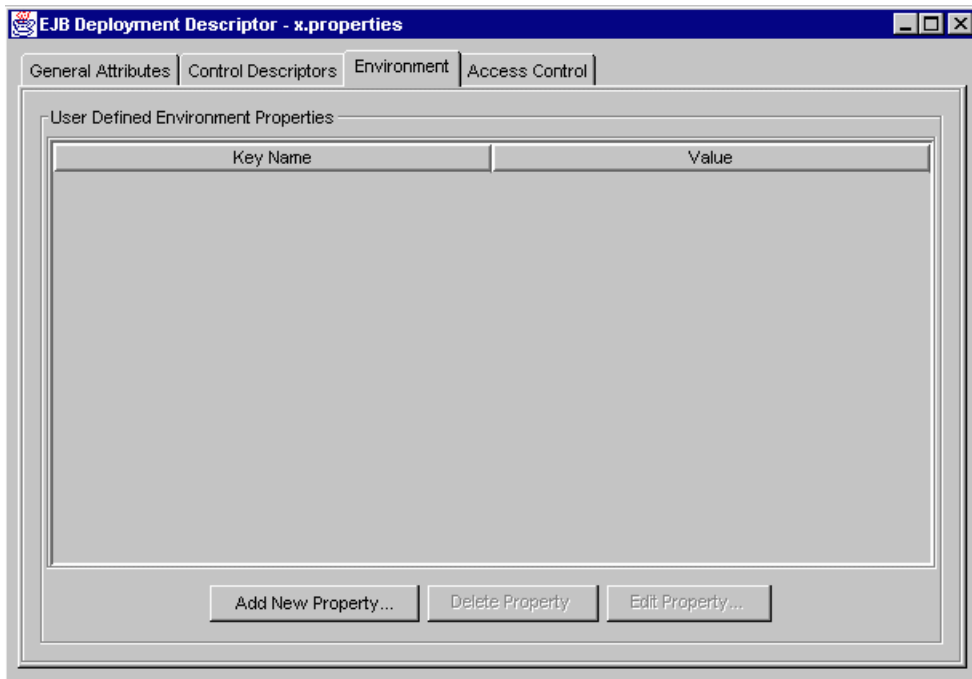 EJB Deployment Descriptor - x.properties
General Attributes Control Descriptors Environment Access Control
User Defined Environment Properties
Key Name Value
Add New Property... Delete Property Edit Property...